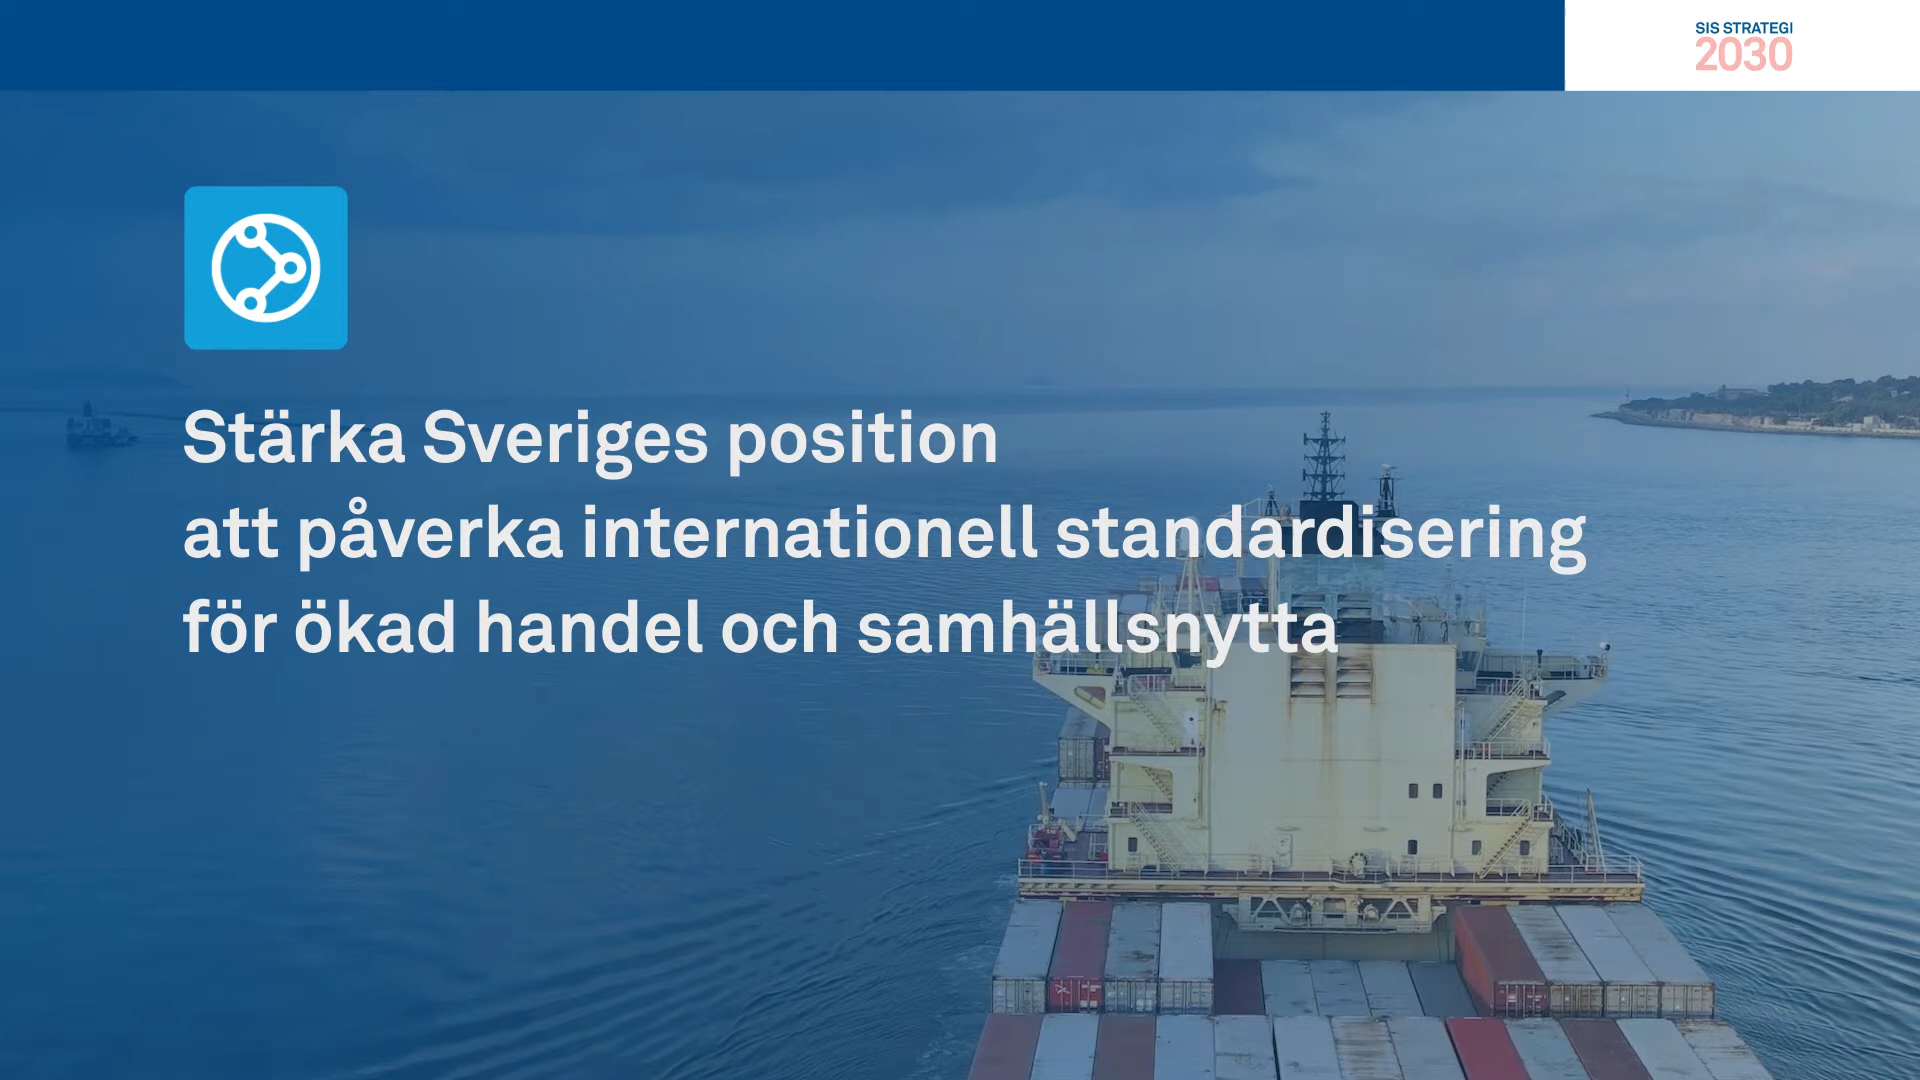 SIS STRATEGI
2030
Stärka Sveriges position
att påverka internationell standardisering
för ökad handel och samhällsnytta